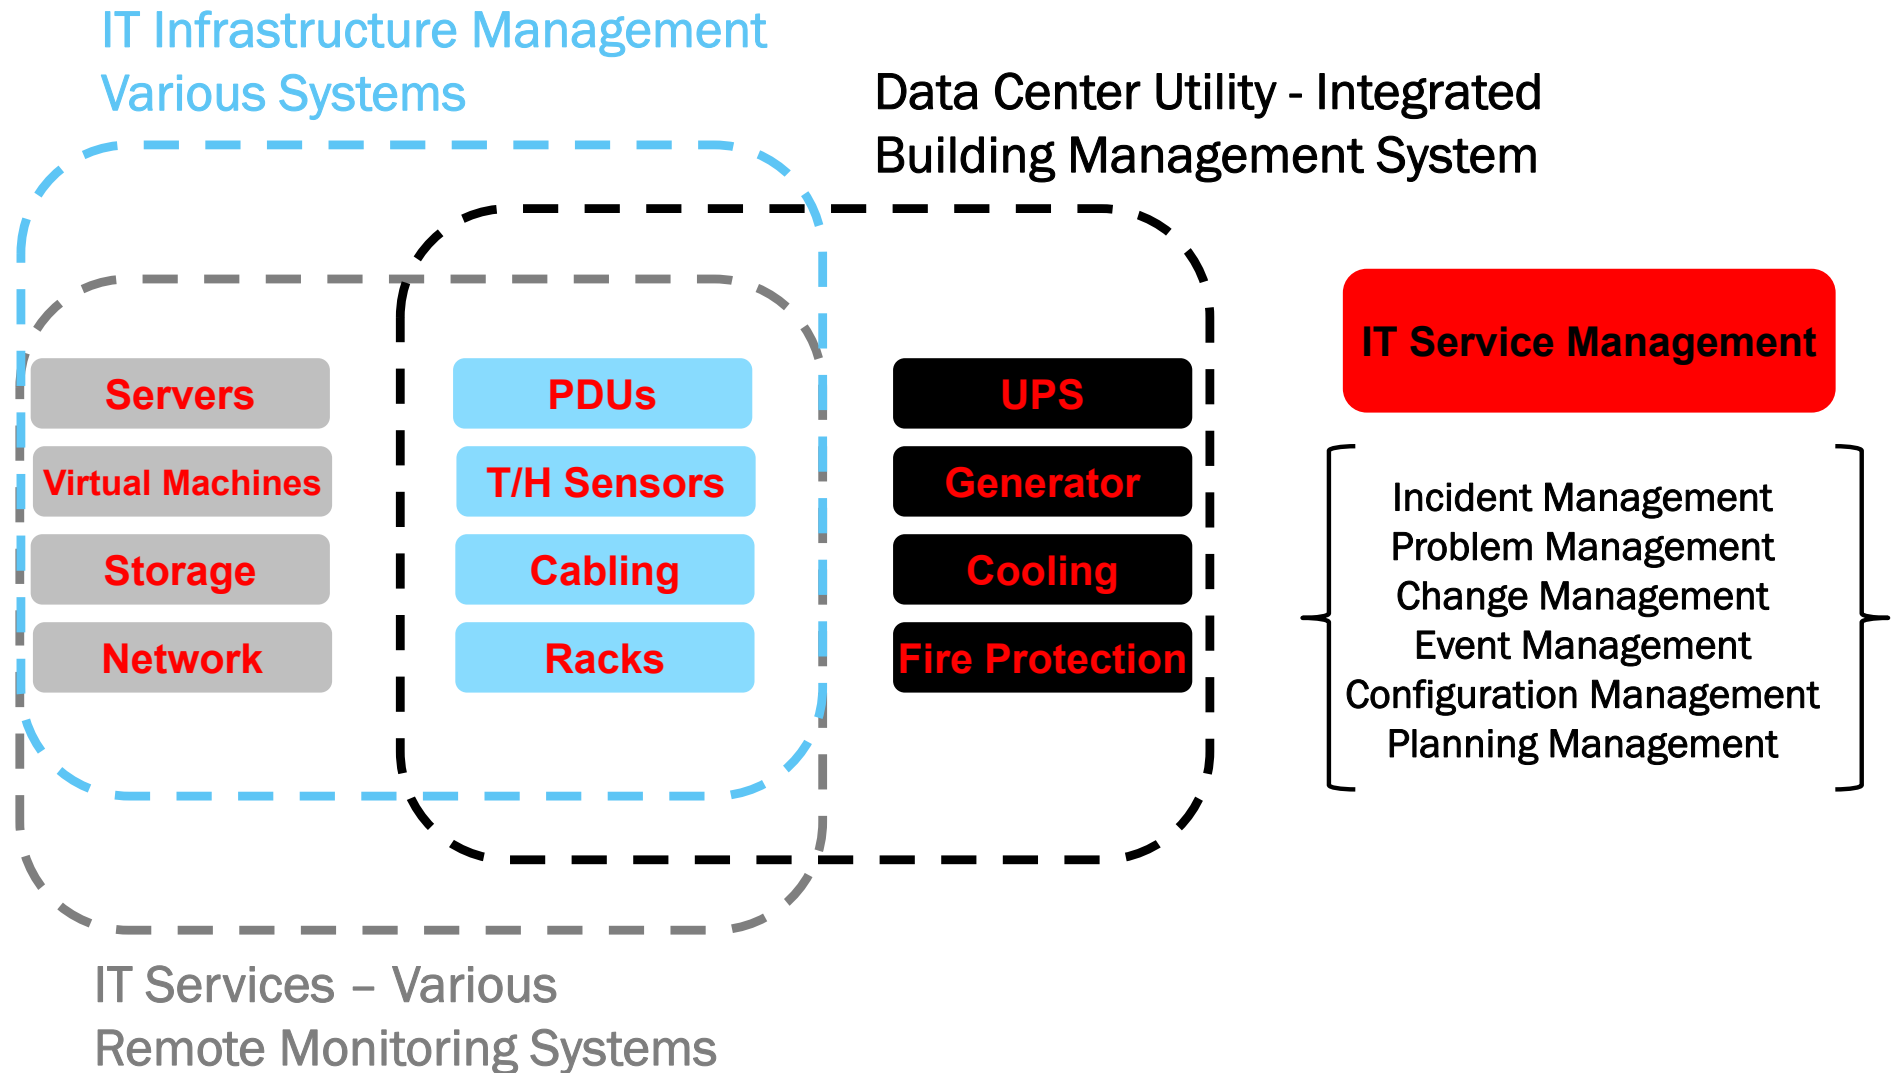 IT Infrastructure Management
Various Systems
Data Center Utility - Integrated
Building Management System
Servers
Virtual Machines
Storage
Network
PDUs
T/H Sensors
Cabling
Racks
UPS
Generator
Cooling
Fire Protection
IT Service Management
Incident Management
Problem Management
Change Management
Event Management
Configuration Management
Planning Management
IT Services – Various
Remote Monitoring Systems